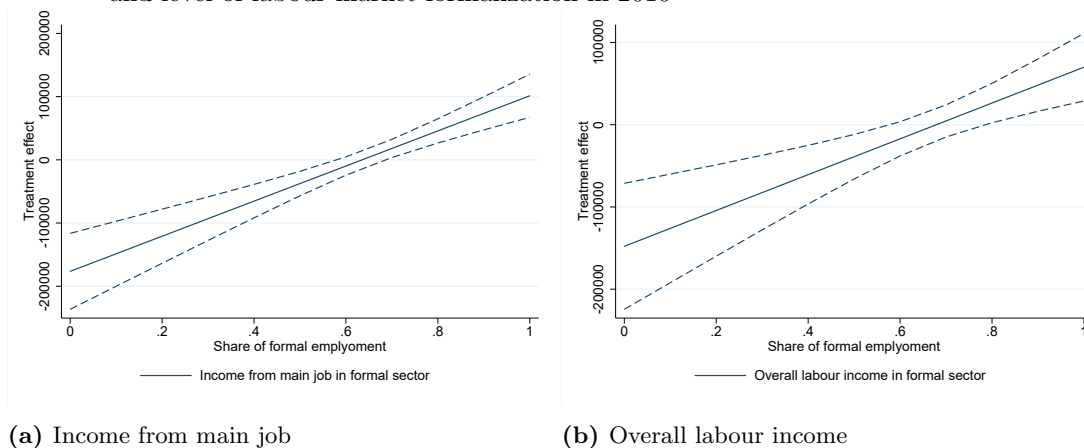 and level of labour market formalization in 2010
200000
100000
0
-100000
-200000
Treatment effect
0 .2 .4 .6 .8 1
Share of formal emplyoment
Income from main job in formal sector
100000
0
-100000
-200000
Treatment effect
0 .2 .4 .6 .8 1
Share of formal emplyoment
Overall labour income in formal sector
(a) Income from main job
(b) Overall labour income